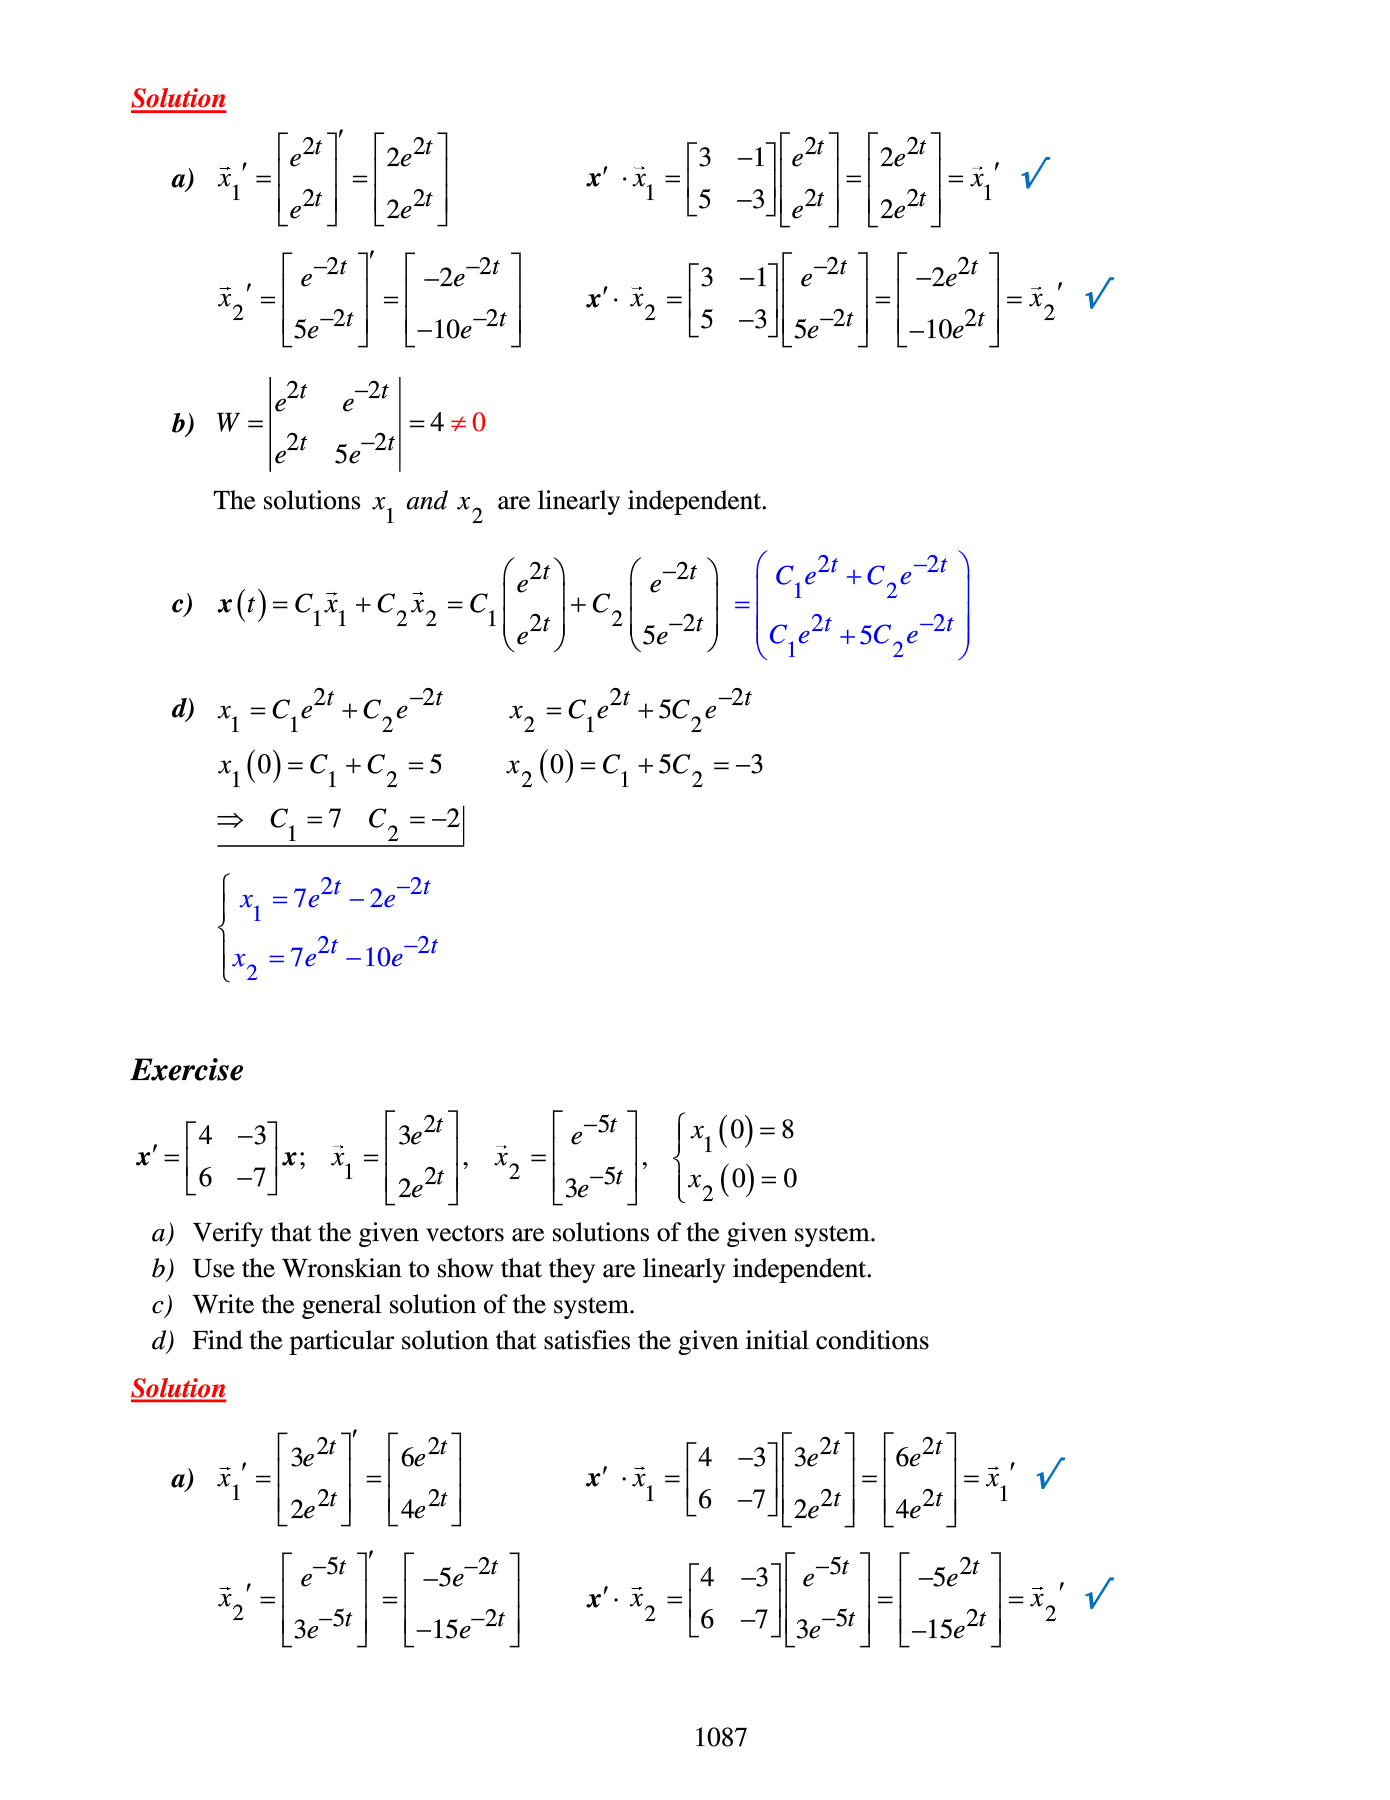 Solution
a) $\vec{x}_1' = \begin{bmatrix} e^{2t} \\ e^{2t} \end{bmatrix}' = \begin{bmatrix} 2e^{2t} \\ 2e^{2t} \end{bmatrix}$ $\boldsymbol{x}' \cdot \vec{x}_1 = \begin{bmatrix} 3 & -1 \\ 5 & -3 \end{bmatrix} \begin{bmatrix} e^{2t} \\ e^{2t} \end{bmatrix} = \begin{bmatrix} 2e^{2t} \\ 2e^{2t} \end{bmatrix} = \vec{x}_1'$ √
$\vec{x}_2' = \begin{bmatrix} e^{-2t} \\ 5e^{-2t} \end{bmatrix}' = \begin{bmatrix} -2e^{-2t} \\ -10e^{-2t} \end{bmatrix}$ $\boldsymbol{x}' \cdot \vec{x}_2 = \begin{bmatrix} 3 & -1 \\ 5 & -3 \end{bmatrix} \begin{bmatrix} e^{-2t} \\ 5e^{-2t} \end{bmatrix} = \begin{bmatrix} -2e^{2t} \\ -10e^{2t} \end{bmatrix} = \vec{x}_2'$ √
b) $W = \begin{vmatrix} e^{2t} & e^{-2t} \\ e^{2t} & 5e^{-2t} \end{vmatrix} = 4 \neq 0$
The solutions $x_1$ and $x_2$ are linearly independent.
c) $\boldsymbol{x}(t) = C_1\vec{x}_1 + C_2\vec{x}_2 = C_1 \begin{pmatrix} e^{2t} \\ e^{2t} \end{pmatrix} + C_2 \begin{pmatrix} e^{-2t} \\ 5e^{-2t} \end{pmatrix} = \begin{pmatrix} C_1e^{2t} + C_2e^{-2t} \\ C_1e^{2t} + 5C_2e^{-2t} \end{pmatrix}$
d) $x_1 = C_1e^{2t} + C_2e^{-2t}$ $x_2 = C_1e^{2t} + 5C_2e^{-2t}$
$x_1(0) = C_1 + C_2 = 5$ $x_2(0) = C_1 + 5C_2 = -3$
$\Rightarrow C_1 = 7 \quad C_2 = -2$
$\begin{cases} x_1 = 7e^{2t} - 2e^{-2t} \\ x_2 = 7e^{2t} - 10e^{-2t} \end{cases}$
Exercise
$\boldsymbol{x}' = \begin{bmatrix} 4 & -3 \\ 6 & -7 \end{bmatrix} \boldsymbol{x}; \quad \vec{x}_1 = \begin{bmatrix} 3e^{2t} \\ 2e^{2t} \end{bmatrix}, \quad \vec{x}_2 = \begin{bmatrix} e^{-5t} \\ 3e^{-5t} \end{bmatrix}, \quad \begin{cases} x_1(0) = 8 \\ x_2(0) = 0 \end{cases}$
a) Verify that the given vectors are solutions of the given system.
b) Use the Wronskian to show that they are linearly independent.
c) Write the general solution of the system.
d) Find the particular solution that satisfies the given initial conditions
Solution
a) $\vec{x}_1' = \begin{bmatrix} 3e^{2t} \\ 2e^{2t} \end{bmatrix}' = \begin{bmatrix} 6e^{2t} \\ 4e^{2t} \end{bmatrix}$ $\boldsymbol{x}' \cdot \vec{x}_1 = \begin{bmatrix} 4 & -3 \\ 6 & -7 \end{bmatrix} \begin{bmatrix} 3e^{2t} \\ 2e^{2t} \end{bmatrix} = \begin{bmatrix} 6e^{2t} \\ 4e^{2t} \end{bmatrix} = \vec{x}_1'$ √
$\vec{x}_2' = \begin{bmatrix} e^{-5t} \\ 3e^{-5t} \end{bmatrix}' = \begin{bmatrix} -5e^{-2t} \\ -15e^{-2t} \end{bmatrix}$ $\boldsymbol{x}' \cdot \vec{x}_2 = \begin{bmatrix} 4 & -3 \\ 6 & -7 \end{bmatrix} \begin{bmatrix} e^{-5t} \\ 3e^{-5t} \end{bmatrix} = \begin{bmatrix} -5e^{2t} \\ -15e^{2t} \end{bmatrix} = \vec{x}_2'$ √
1087